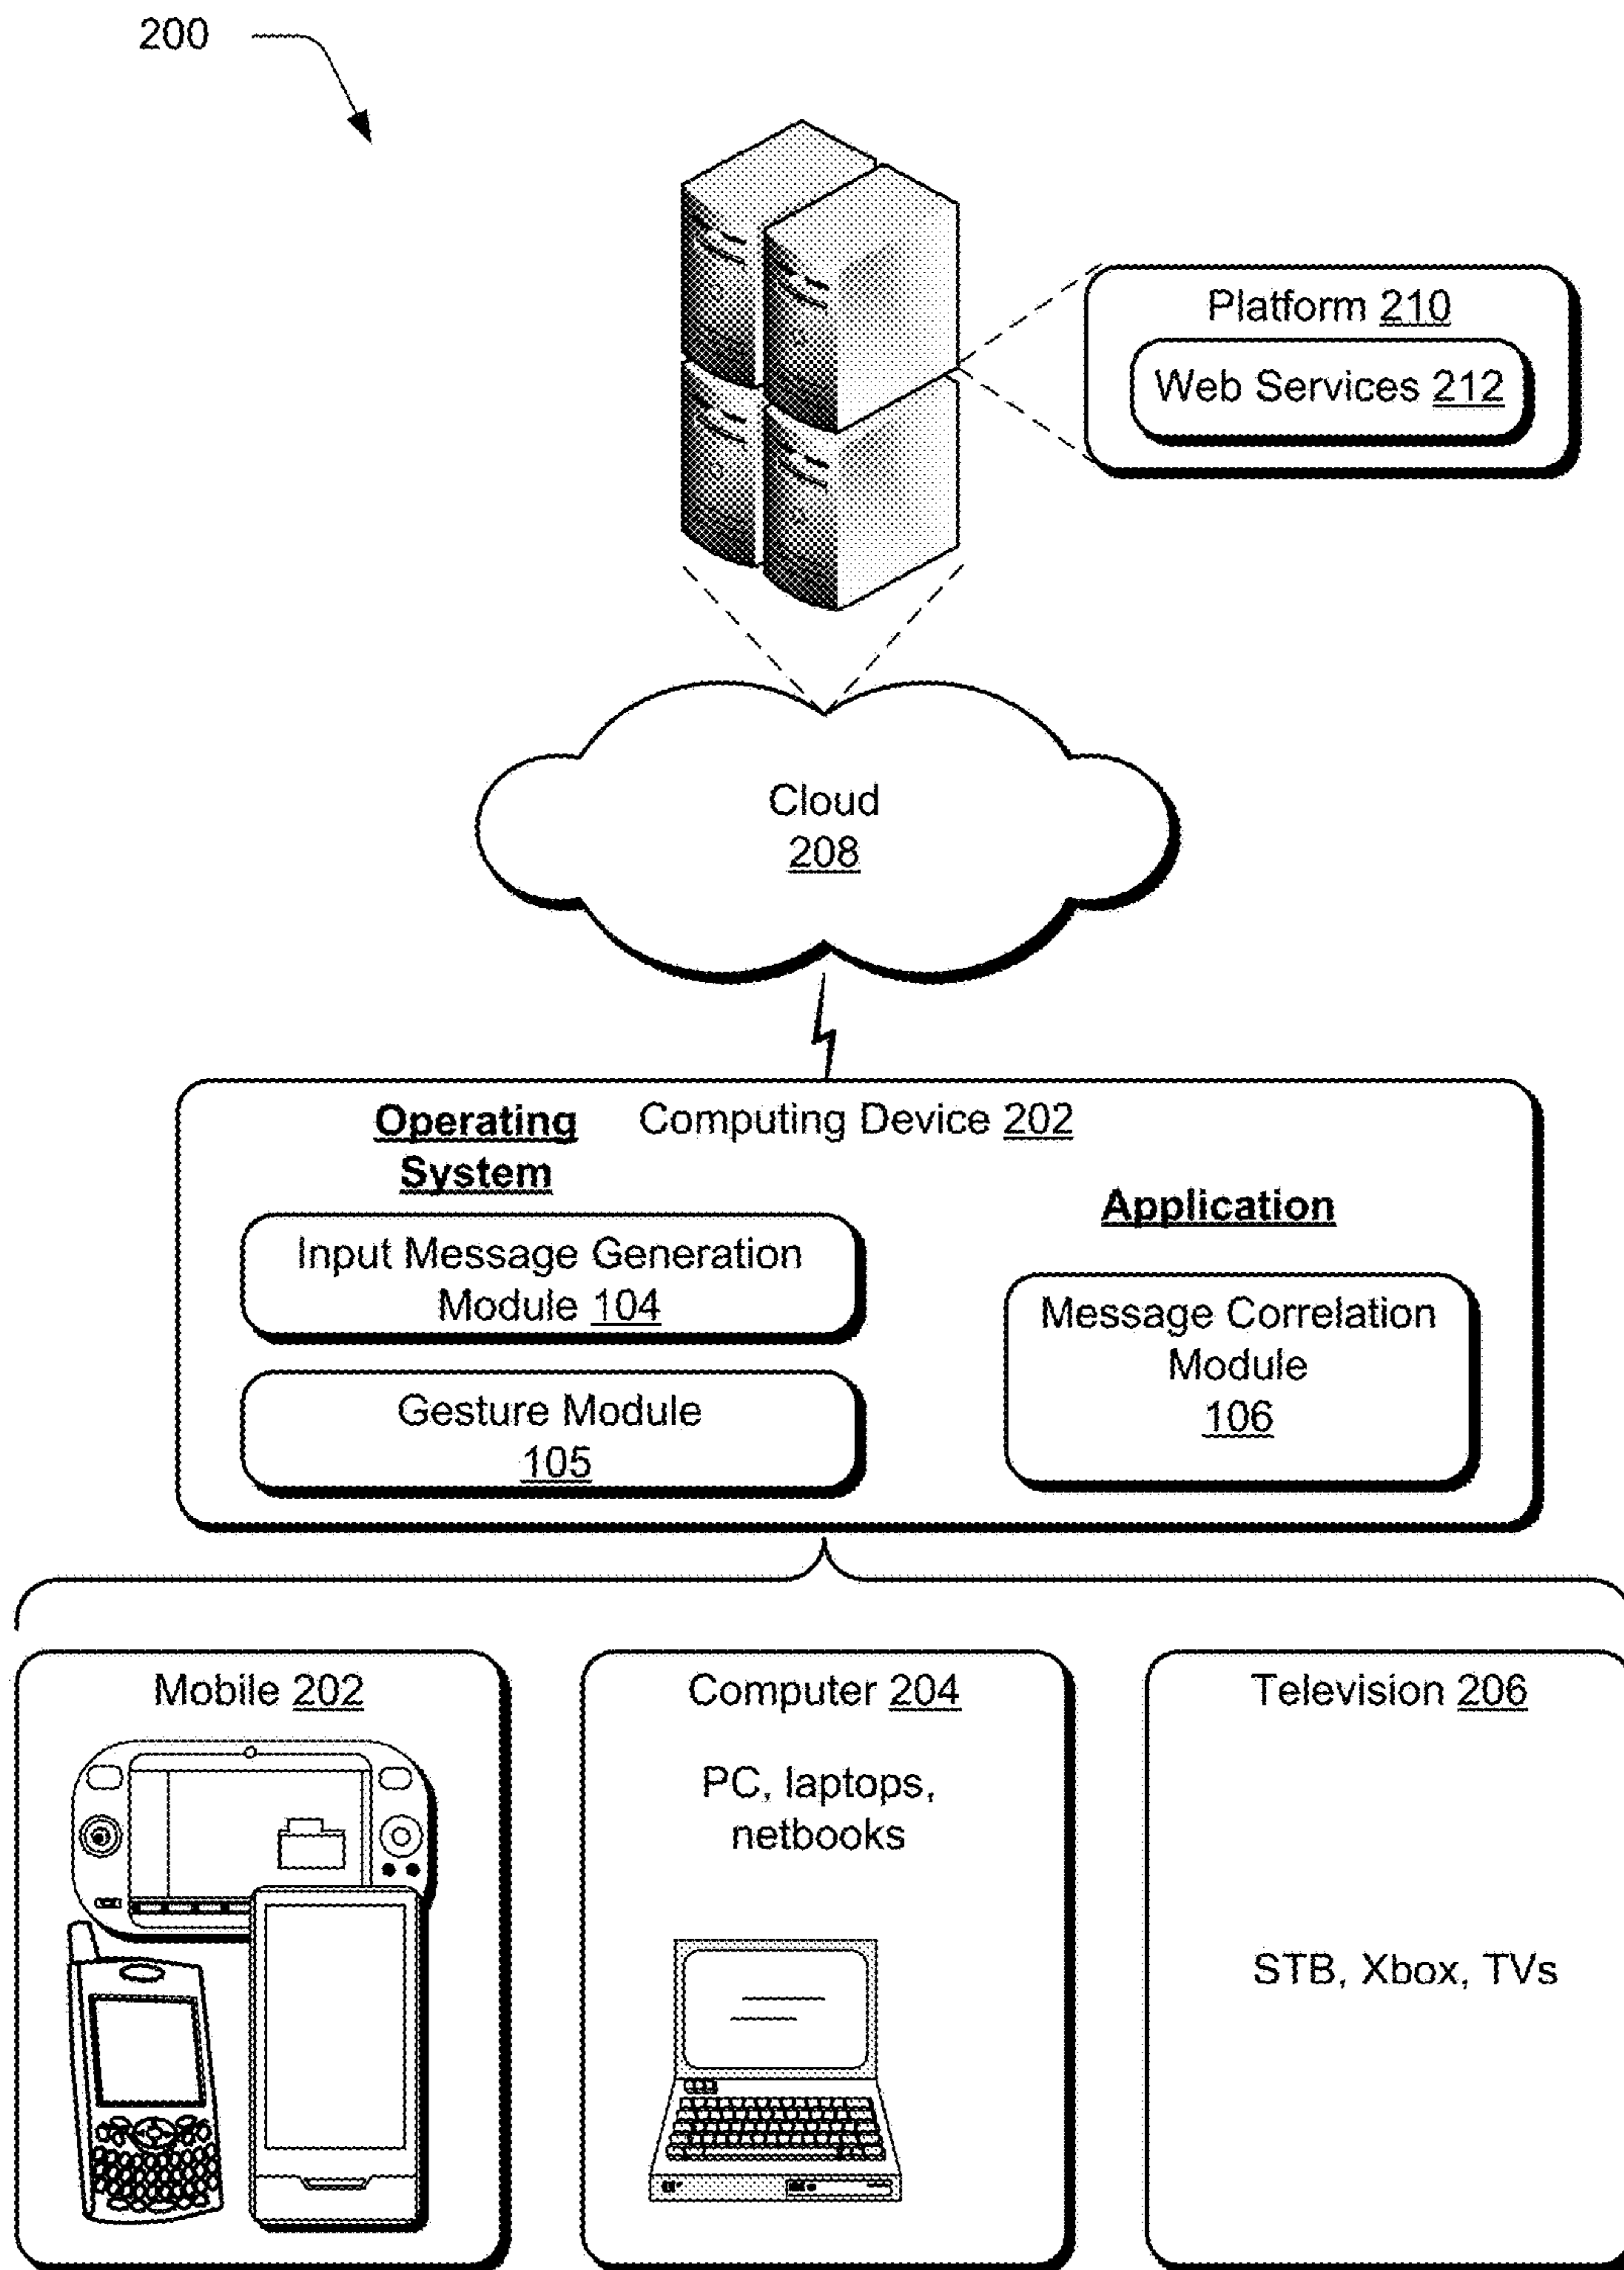 200
Platform 210
Web Services 212
Cloud
208
Operating
System
Computing Device 202
Application
Input Message Generation
Module 104
Gesture Module
105
Message Correlation
Module
106
Mobile 202
Computer 204
PC, laptops,
netbooks
Television 206
STB, Xbox, TVs